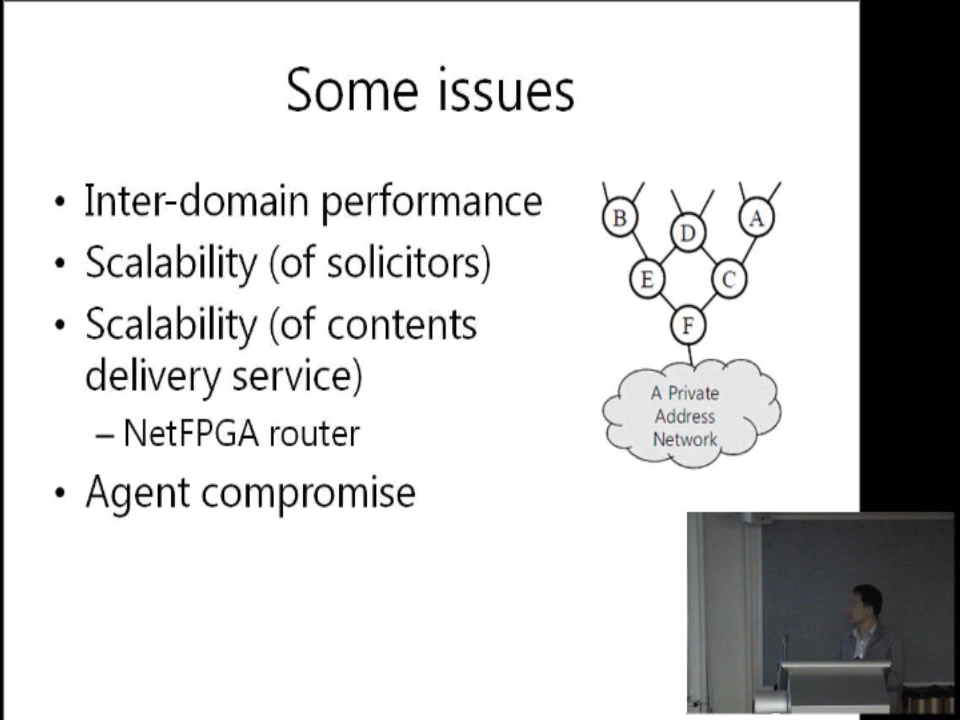 Some issues
• Inter-domain performance
• Scalability (of solicitors)
• Scalability (of contents
delivery service)
– NetFPGA router
• Agent compromise
B
D
A
E
C
F
A Private
Address
Network